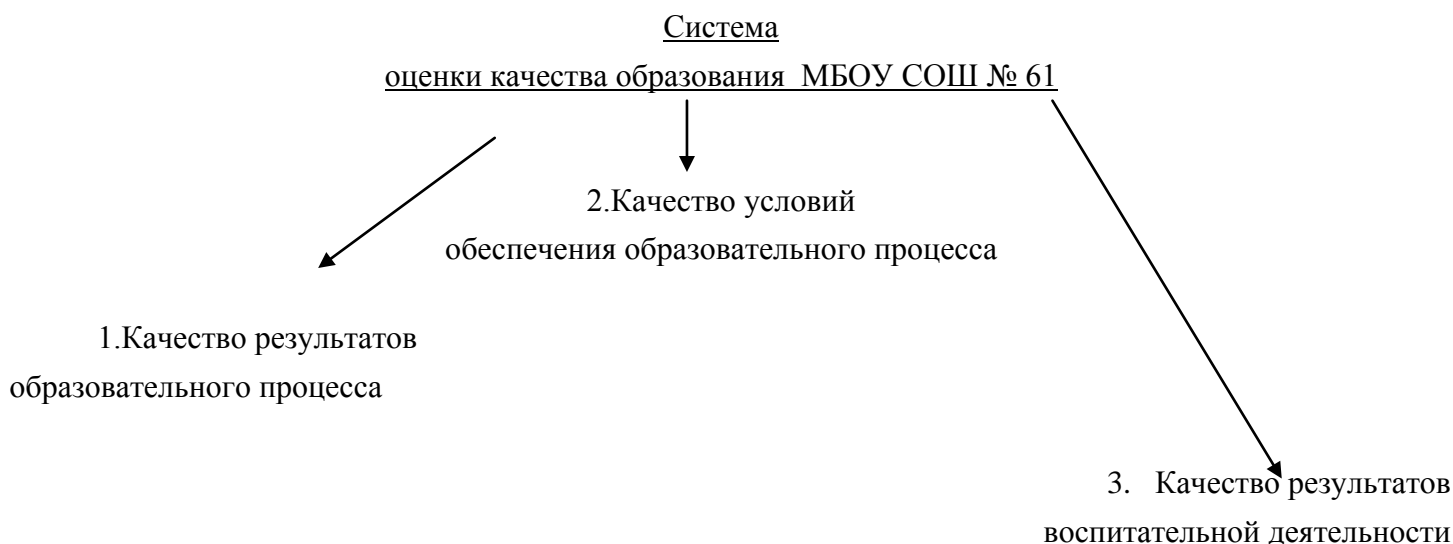 Система
оценки качества образования МБОУ СОШ № 61
2.Качество условий
обеспечения образовательного процесса
1.Качество результатов
образовательного процесса
3. Качество результатов
воспитательной деятельности